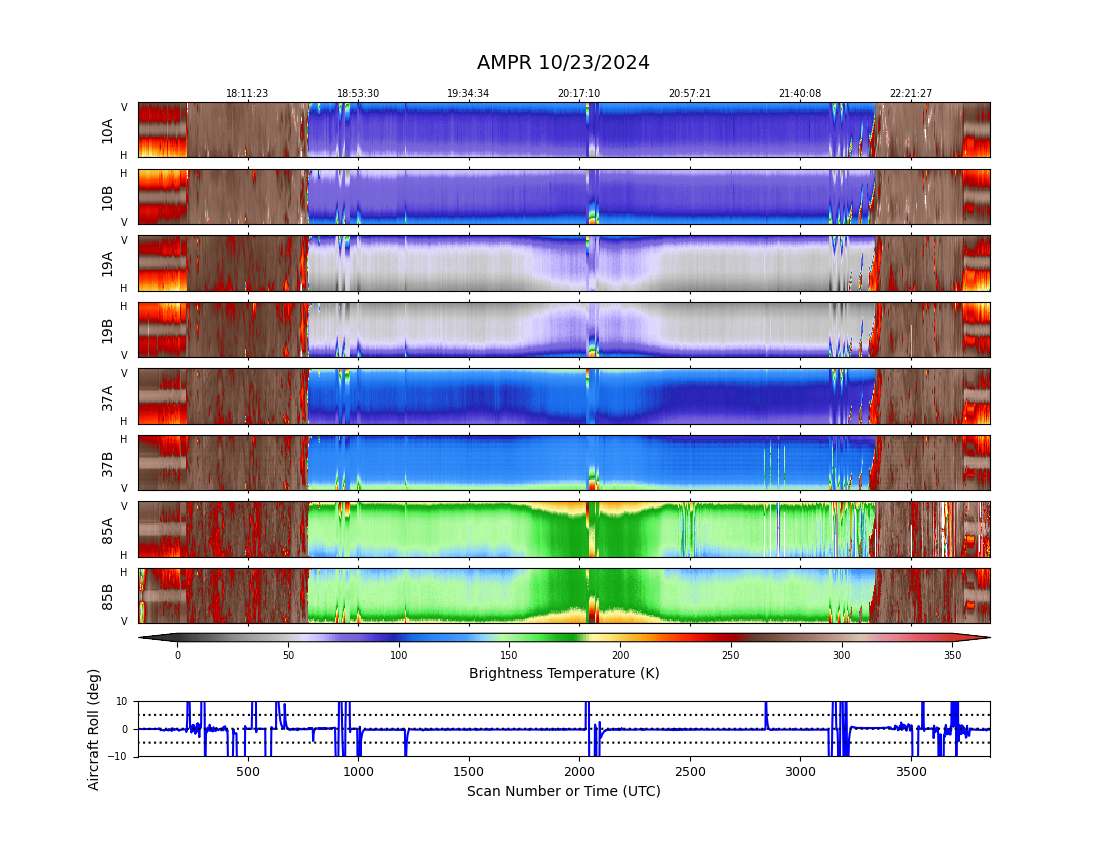 AMPR 10/23/2024
18:11:23 18:53:30 19:34:34 20:17:10 20:57:21 21:40:08 22:21:27
10A V H
10B H V
19A V H
19B H V
37A V H
37B H V
85A V H
85B H V
0 50 100 150 200 250 300 350
Brightness Temperature (K)
Aircraft Roll (deg)
10
0
−10
500 1000 1500 2000 2500 3000 3500
Scan Number or Time (UTC)